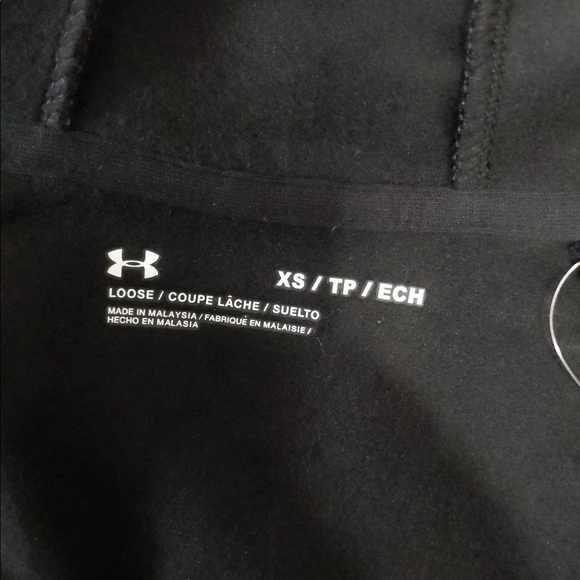 XS / TP / ECH
LOOSE / COUPE LÂCHE / SUELTO
MADE IN MALAYSIA / FABRIQUÉ EN MALAISIE /
HECHO EN MALASIA